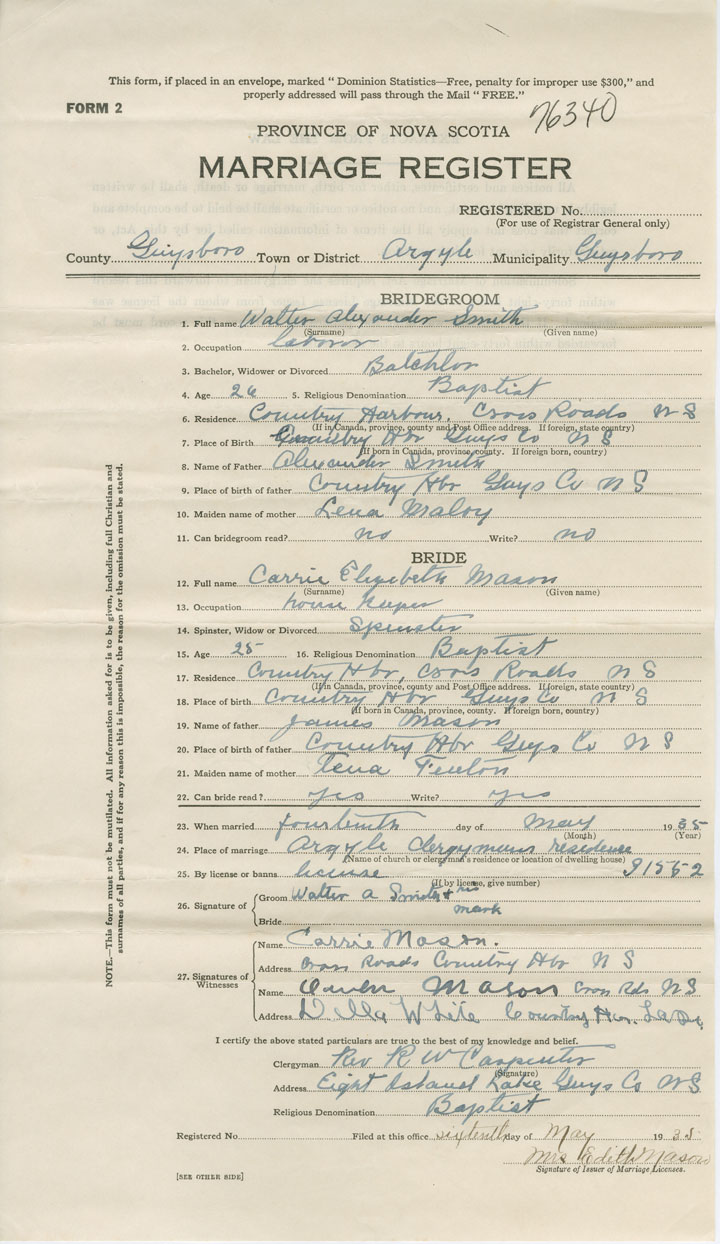 This form, if placed in an envelope, marked " Dominion Statistics—Free, penalty for improper use $300," and
properly addressed will pass through the Mail " FREE."
FORM 2
76340
PROVINCE OF NOVA SCOTIA
MARRIAGE REGISTER
REGISTERED No.
(For use of Registrar General only)
County Guysboro Town or District Argyle Municipality Guysboro
BRIDEGROOM
1. Full name Walter Alexander Smith
(Surname) (Given name)
2. Occupation laboror
3. Bachelor, Widower or Divorced Batchlor
4. Age 26 5. Religious Denomination Baptist
6. Residence Country Harbour, Cross Roads N S
(If in Canada, province, county and Post Office address. If foreign, state country)
7. Place of Birth Country Hbr Guys Co N S
(If born in Canada, province, county. If foreign born, country)
8. Name of Father Alexander Smith
9. Place of birth of father Country Hbr Guys Co N S
10. Maiden name of mother Lena Maloy
11. Can bridegroom read? no Write? no
BRIDE
12. Full name Carrie Elizabeth Mason
(Surname) (Given name)
13. Occupation house keeper
14. Spinster, Widow or Divorced Spinster
15. Age 25 16. Religious Denomination Baptist
17. Residence Country Hbr, Cross Roads N S
(If in Canada, province, county and Post Office address. If foreign, state country)
18. Place of birth Country Hbr Guys Co N S
(If born in Canada, province, county. If foreign born, country)
19. Name of father James Mason
20. Place of birth of father Country Hbr Guys Co N S
21. Maiden name of mother Tena Fenton
22. Can bride read? yes Write? yes
23. When married fourteenth day of May 1935
(Month) (Year)
24. Place of marriage Argyle Clergymans residense
(Name of church or clergyman's residence or location of dwelling house)
25. By license or banns license 91552
(If by license, give number)
26. Signature of
Groom Walter A Smith + his
mark
Bride
27. Signatures of Witnesses
Name Carrie Mason.
Address Cross Roads Country Hbr N S
Name Owen Mason Cross Rds N S
Address Della White Country Hbr.
I certify the above stated particulars are true to the best of my knowledge and belief.
Clergyman Rev R W Carpenter
(Signature)
Address Eight Island Lake Guys Co N S
Religious Denomination Baptist
Registered No. Filed at this office sixteenth day of May 1935
Mrs Edith Mason
Signature of Issuer of Marriage Licenses.
[SEE OTHER SIDE]
NOTE.—This form must not be mutilated. All information asked for is to be given, including full Christian and
surnames of all parties, and if for any reason this is impossible, the reason for the omission must be stated.